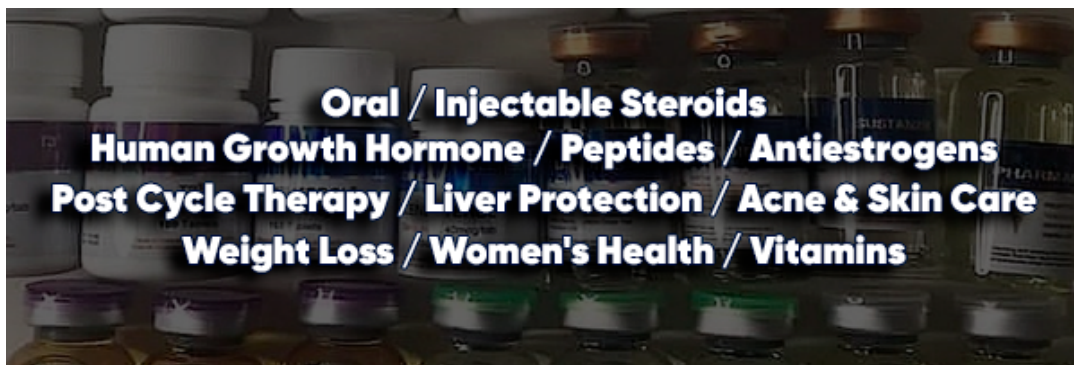 Oral / Injectable Steroids
Human Growth Hormone / Peptides / Antiestrogens
Post Cycle Therapy / Liver Protection / Acne & Skin Care
Weight Loss / Women's Health / Vitamins